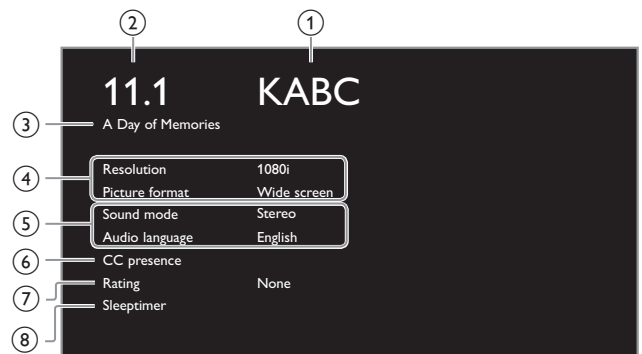 ② ①
11.1 KABC
③ A Day of Memories
④ Resolution 1080i
Picture format Wide screen
⑤ Sound mode Stereo
Audio language English
⑥ CC presence
⑦ Rating None
⑧ Sleeptimer